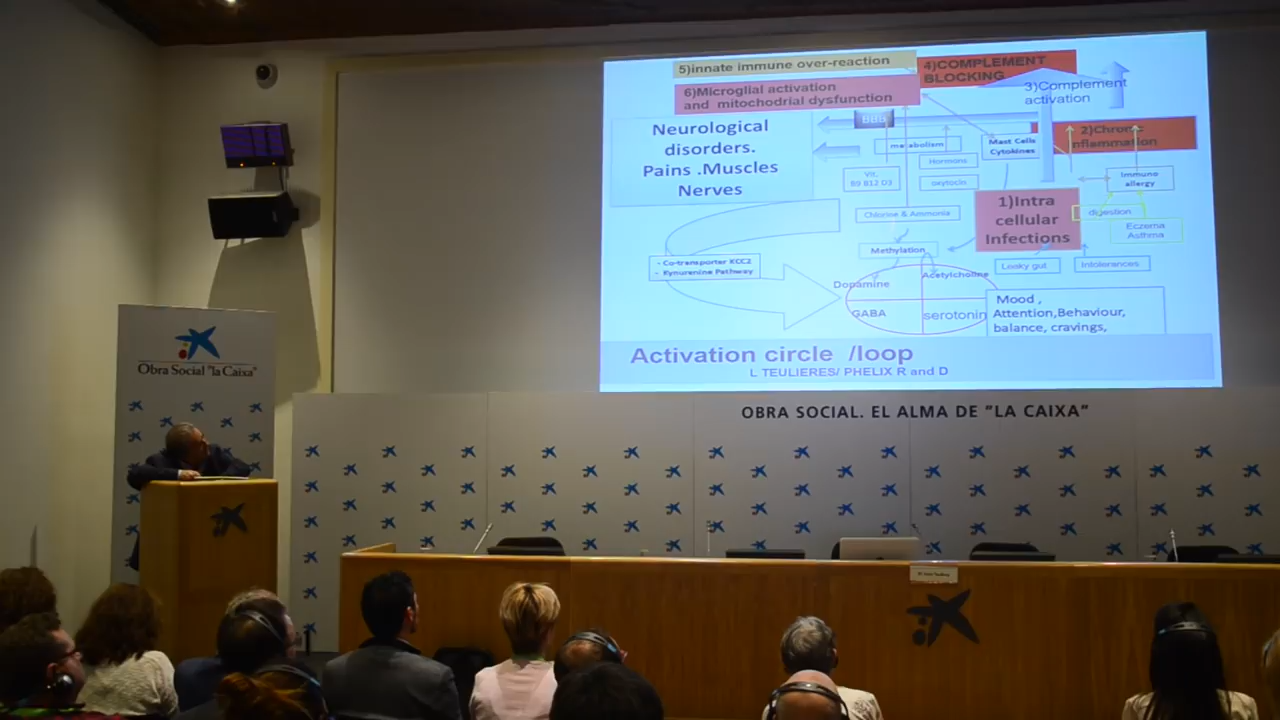 5)innate immune over-reaction
4)COMPLEMENT
BLOCKING
6)Microglial activation
and mitochodrial dysfunction
3)Complement
activation
BBB
2)Chronic
nflammation
Neurological
disorders.
Pains .Muscles
Nerves
metabolism
Mast Cells
Cytokines
Hormons
Vit.
B9 B12 D3
oxytocin
Immuno
allergy
1)Intra
cellular
Infections
Chlorine & Ammonia
digestion
Eczema
Asthma
Methylation
- Co-transporter KCC2
- Kynurenine Pathway
Leaky gut
Intolerances
Dopamine
Acetylcholine
GABA
serotonin
Mood ,
Attention,Behaviour,
balance, cravings,
Activation circle /loop
L TEULIERES/ PHELIX R and D
Obra Social "la Caixa"
OBRA SOCIAL. EL ALMA DE "LA CAIXA"